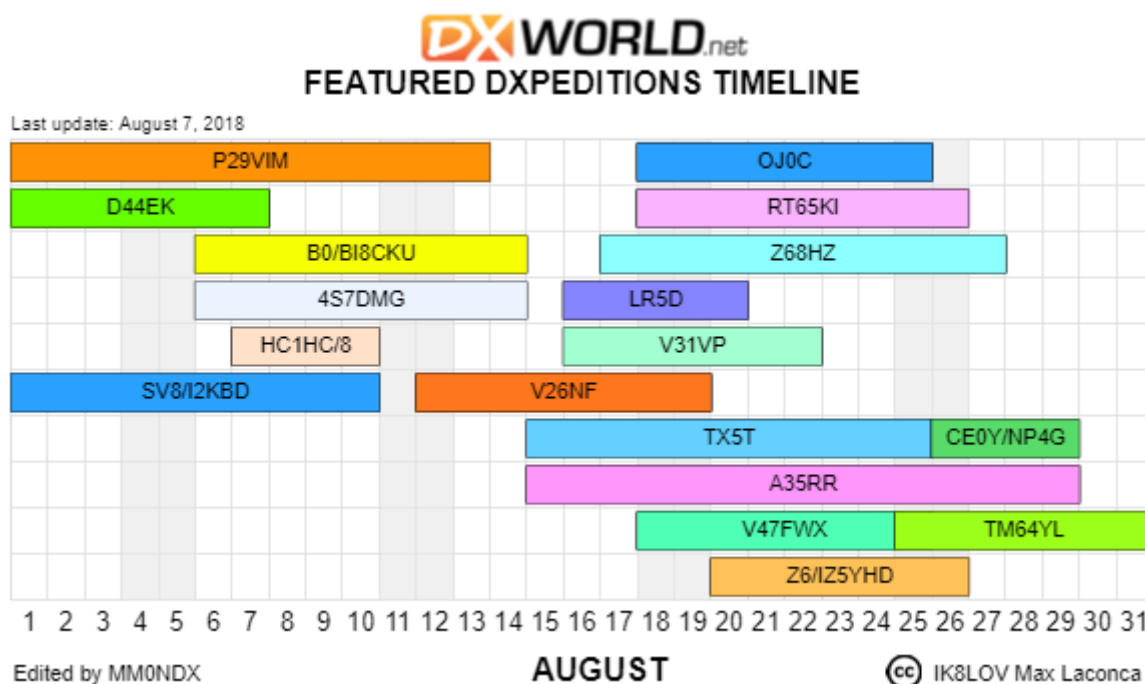 DX WORLD.net
FEATURED DXPEDITIONS TIMELINE
Last update: August 7, 2018
P29VIM OJ0C
D44EK RT65KI
B0/BI8CKU Z68HZ
4S7DMG LR5D
HC1HC/8 V31VP
SV8/I2KBD V26NF
TX5T CE0Y/NP4G
A35RR
V47FWX TM64YL
Z6/IZ5YHD
1 2 3 4 5 6 7 8 9 10 11 12 13 14 15 16 17 18 19 20 21 22 23 24 25 26 27 28 29 30 31
Edited by MM0NDX AUGUST cc IK8LOV Max Laconca